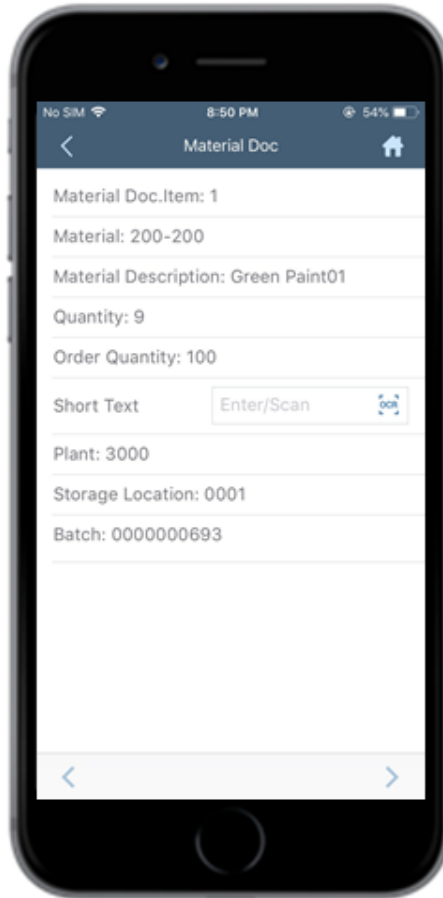 No SIM 8:50 PM 54%
Material Doc
Material Doc.Item: 1
Material: 200-200
Material Description: Green Paint01
Quantity: 9
Order Quantity: 100
Short Text Enter/Scan OCR
Plant: 3000
Storage Location: 0001
Batch: 0000000693